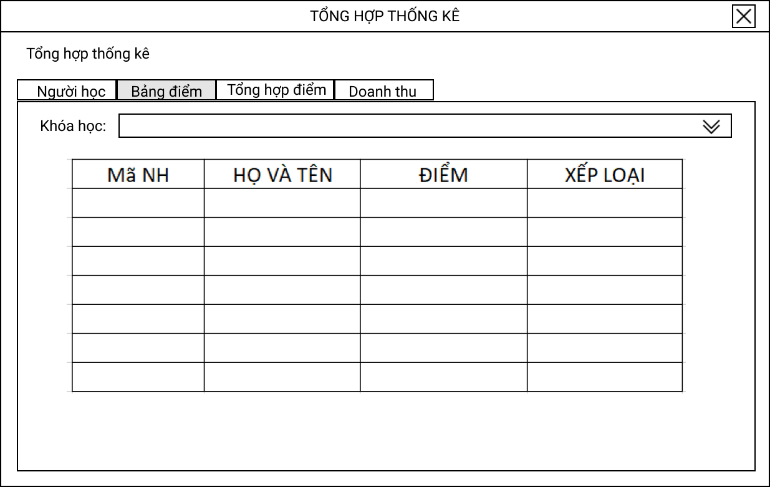 TỔNG HỢP THỐNG KÊ
Tổng hợp thống kê
Người học Bảng điểm Tổng hợp điểm Doanh thu
Khóa học:
Mã NH HỌ VÀ TÊN ĐIỂM XẾP LOẠI